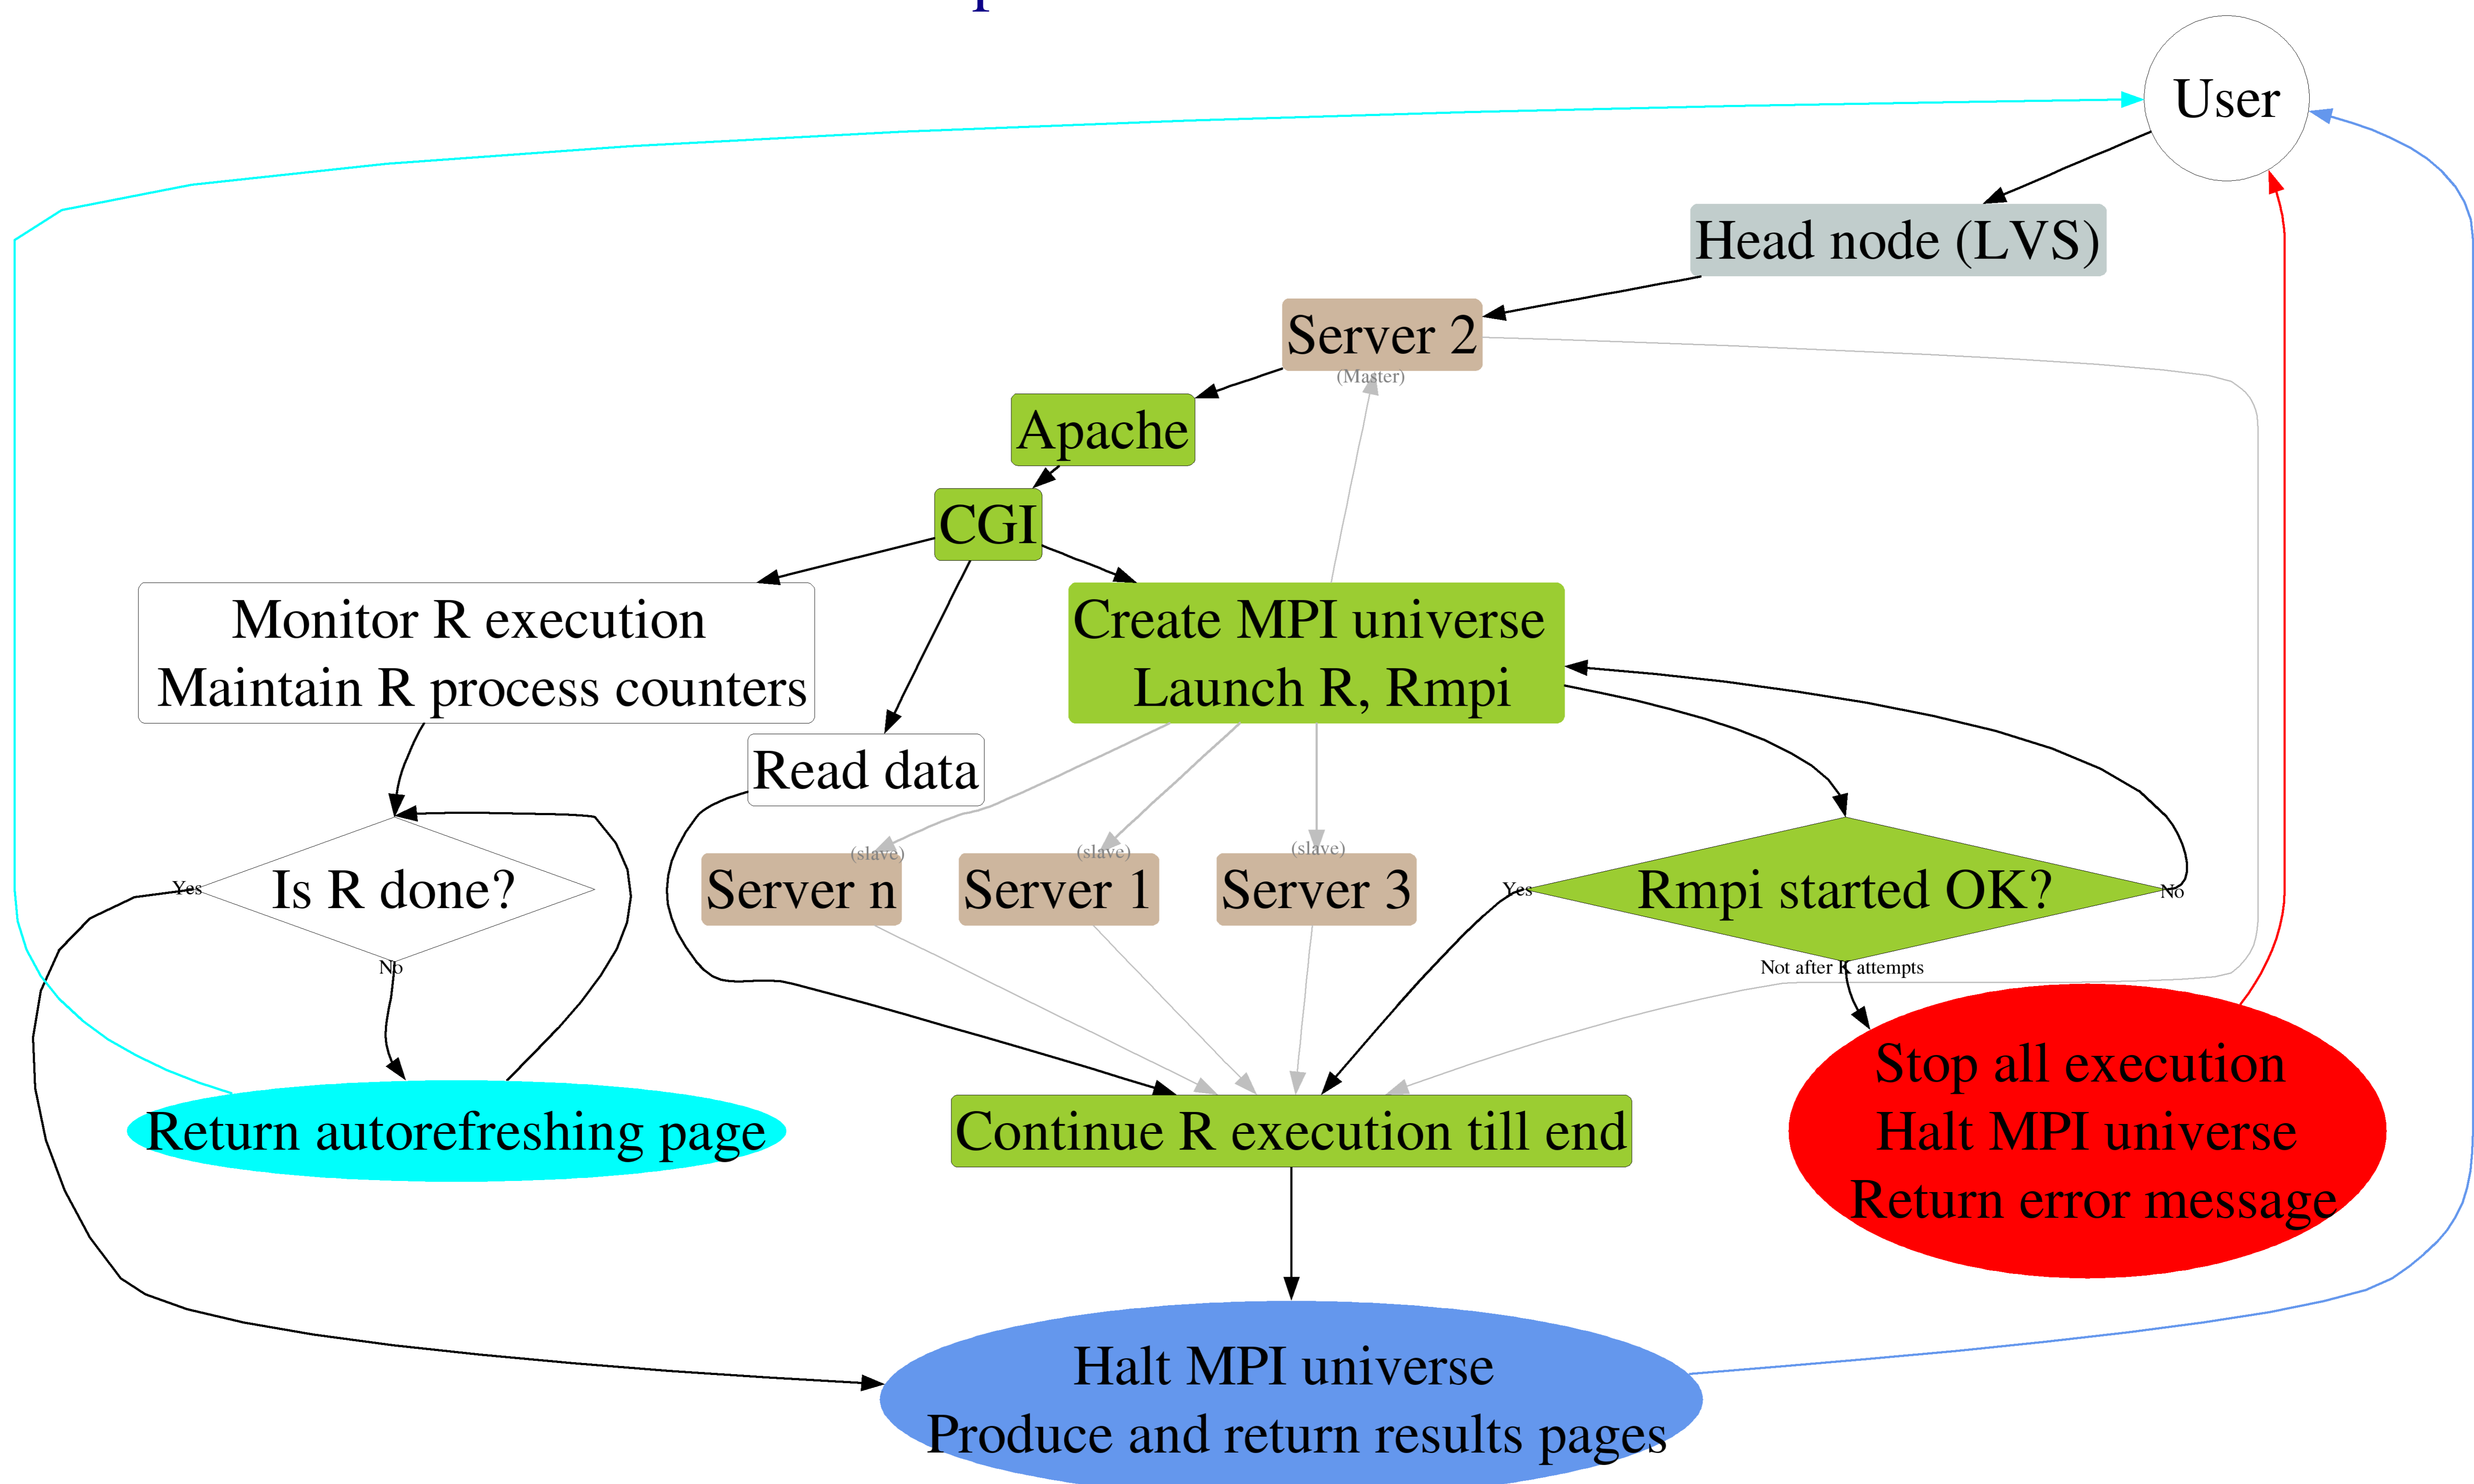 User
Head node (LVS)
Server 2
(Master)
Apache
CGI
Monitor R execution
Maintain R process counters
Create MPI universe
Launch R, Rmpi
Read data
(slave)
(slave)
(slave)
Server n
Server 1
Server 3
Is R done?
Yes
No
Rmpi started OK?
Yes
No
Not after K attempts
Return autorefreshing page
Continue R execution till end
Stop all execution
Halt MPI universe
Return error message
Halt MPI universe
Produce and return results pages